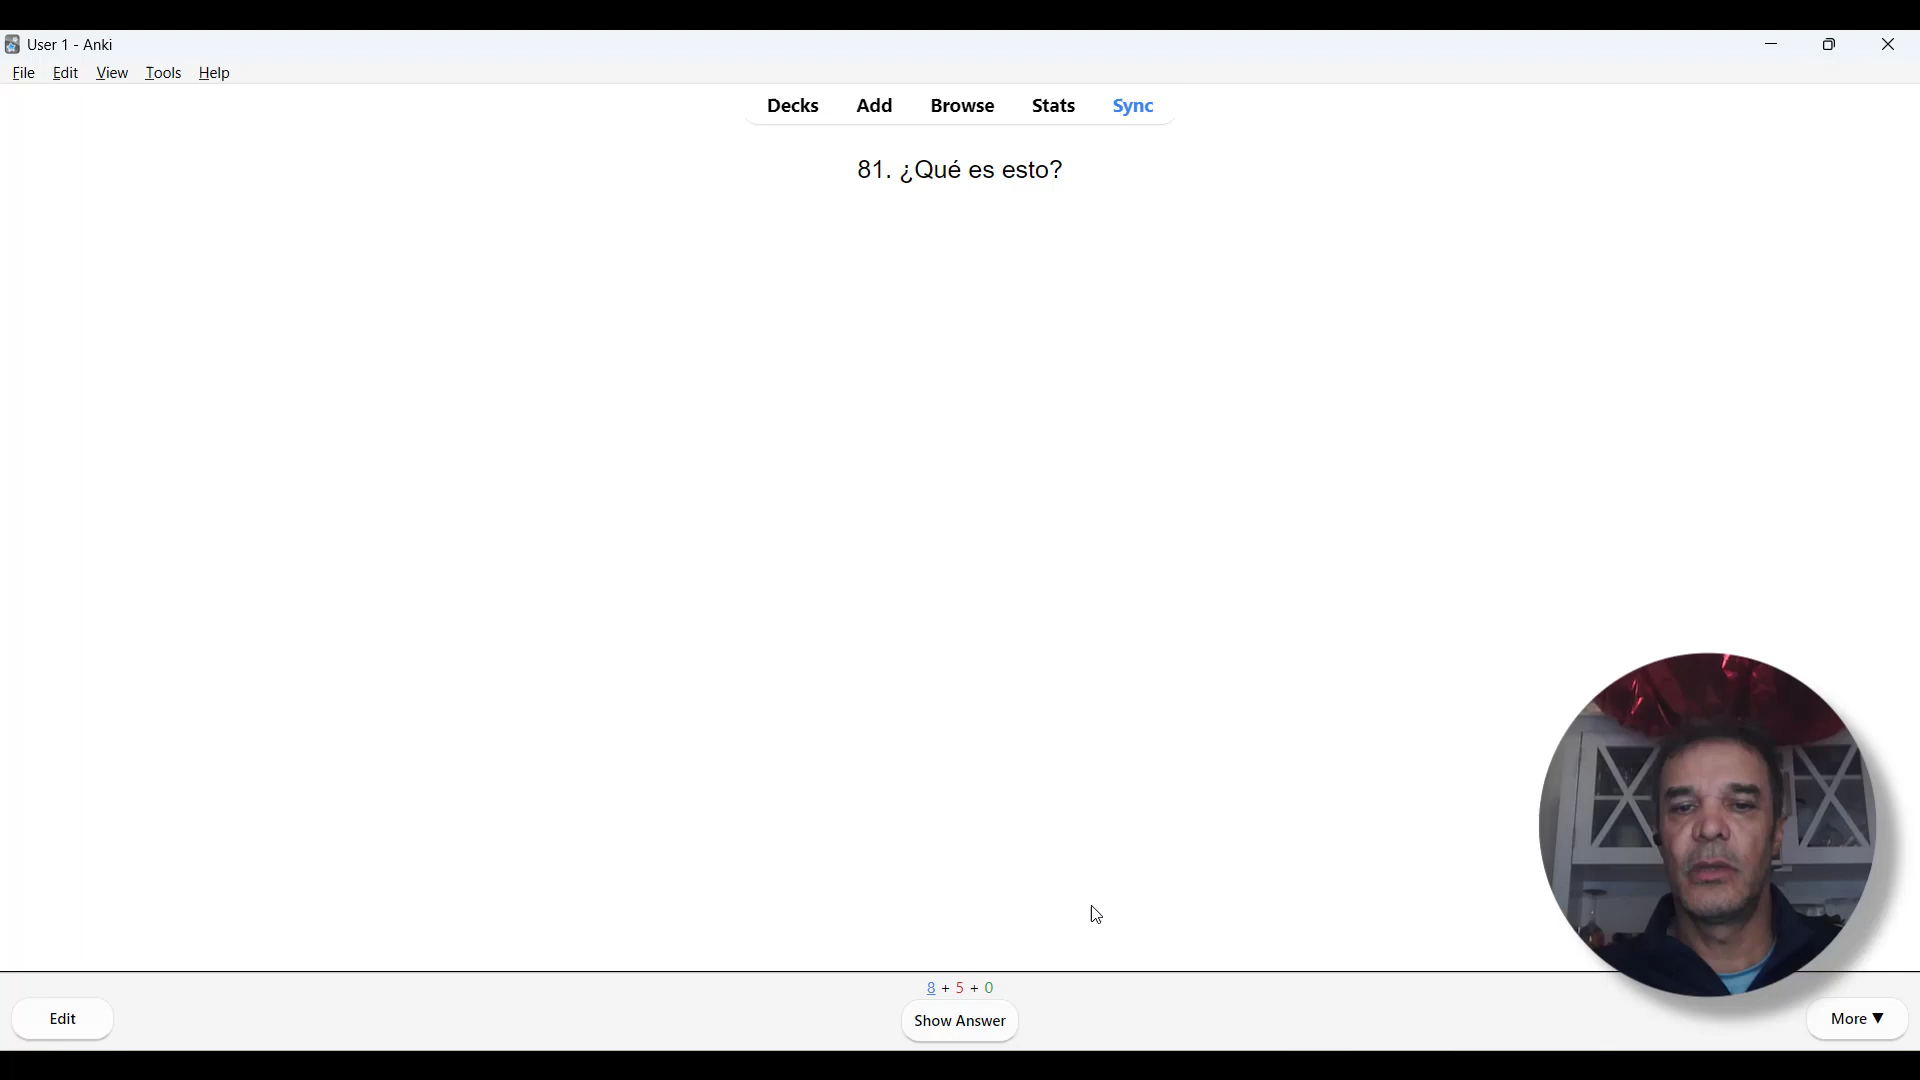 User 1 - Anki
File Edit View Tools Help
Decks Add Browse Stats Sync
81. ¿Qué es esto?
8 + 5 + 0
Edit Show Answer More ▼